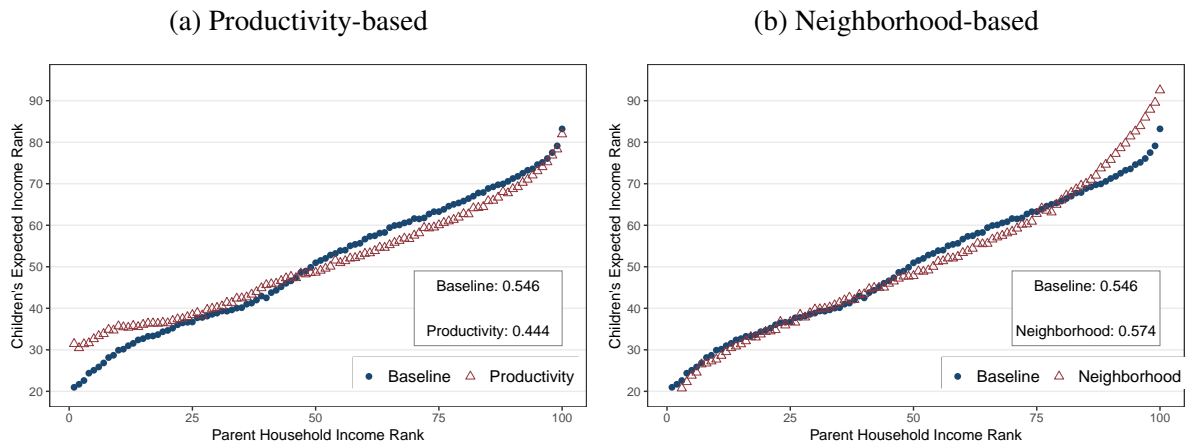 (a) Productivity-based
Children's Expected Income Rank
90
80
70
60
50
40
30
20
Baseline: 0.546
Productivity: 0.444
Baseline
Productivity
0
25
50
75
100
Parent Household Income Rank
(b) Neighborhood-based
Children's Expected Income Rank
90
80
70
60
50
40
30
20
Baseline: 0.546
Neighborhood: 0.574
Baseline
Neighborhood
0
25
50
75
100
Parent Household Income Rank